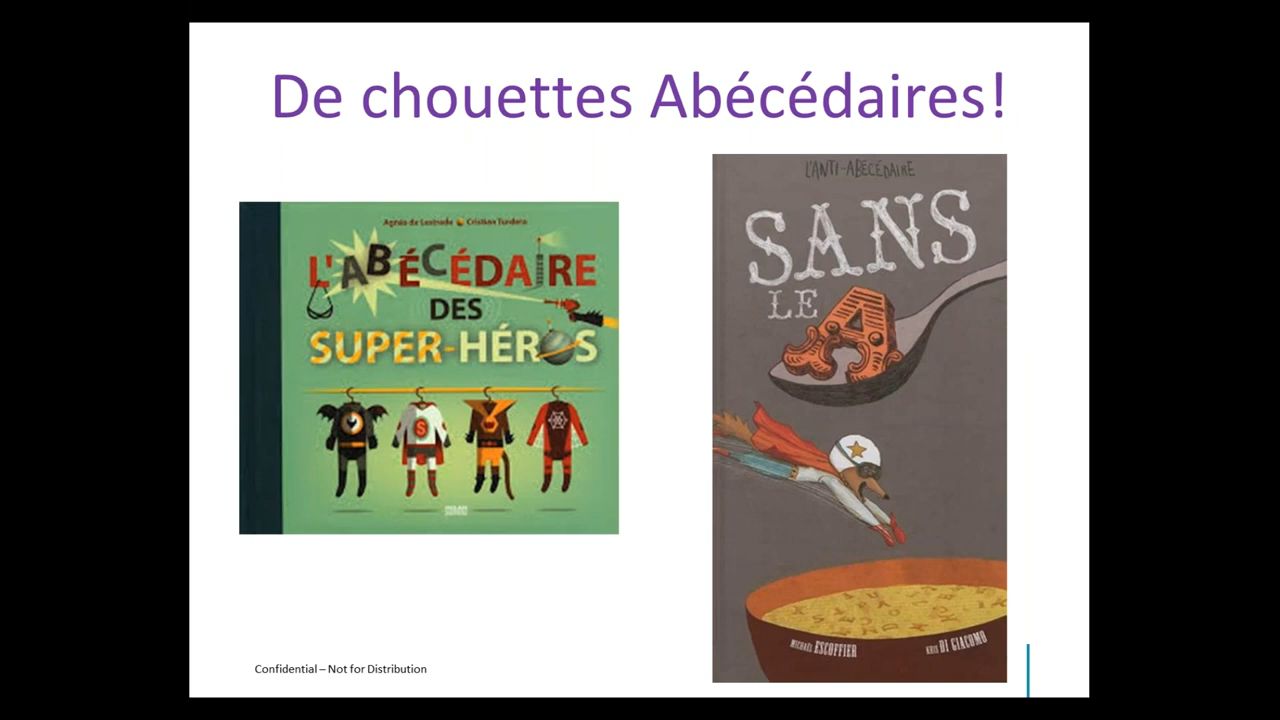 De chouettes Abécédaires!
Agnès de Lestrade Cristian Turdera
L'ABÉCÉDAIRE
DES
SUPER-HÉROS
S
L'ANTI-ABÉCÉDAIRE
SANS
LE A
MICHAËL ESCOFFIER
KRIS DI GIACOMO
Confidential – Not for Distribution